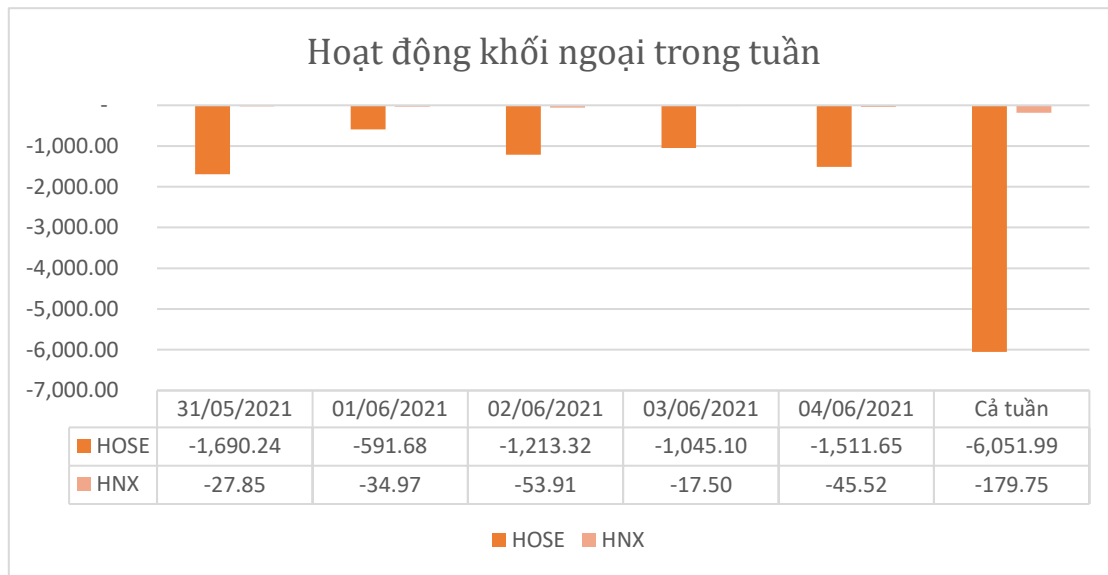 Hoạt động khối ngoại trong tuần
-
-1,000.00
-2,000.00
-3,000.00
-4,000.00
-5,000.00
-6,000.00
-7,000.00
31/05/2021 01/06/2021 02/06/2021 03/06/2021 04/06/2021 Cả tuần
HOSE -1,690.24 -591.68 -1,213.32 -1,045.10 -1,511.65 -6,051.99
HNX -27.85 -34.97 -53.91 -17.50 -45.52 -179.75
HOSE HNX